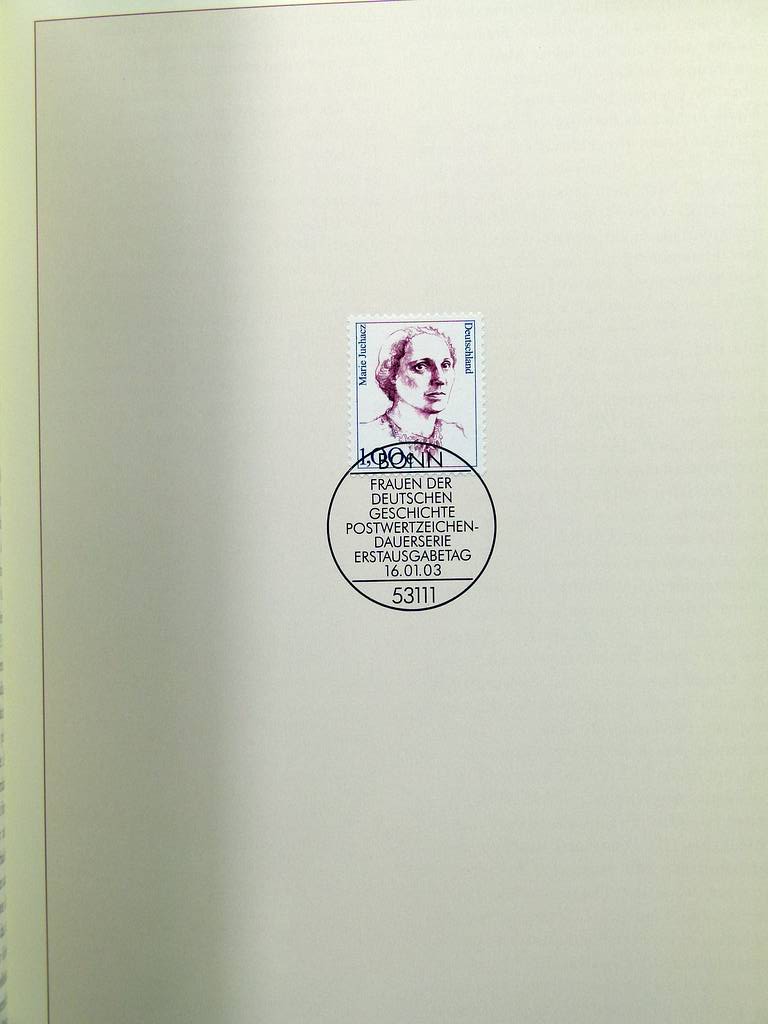 Marie Juchacz
Deutschland
1,00€
BONN
FRAUEN DER
DEUTSCHEN
GESCHICHTE
POSTWERTZEICHEN-
DAUERSERIE
ERSTAUSGABETAG
16.01.03
53111